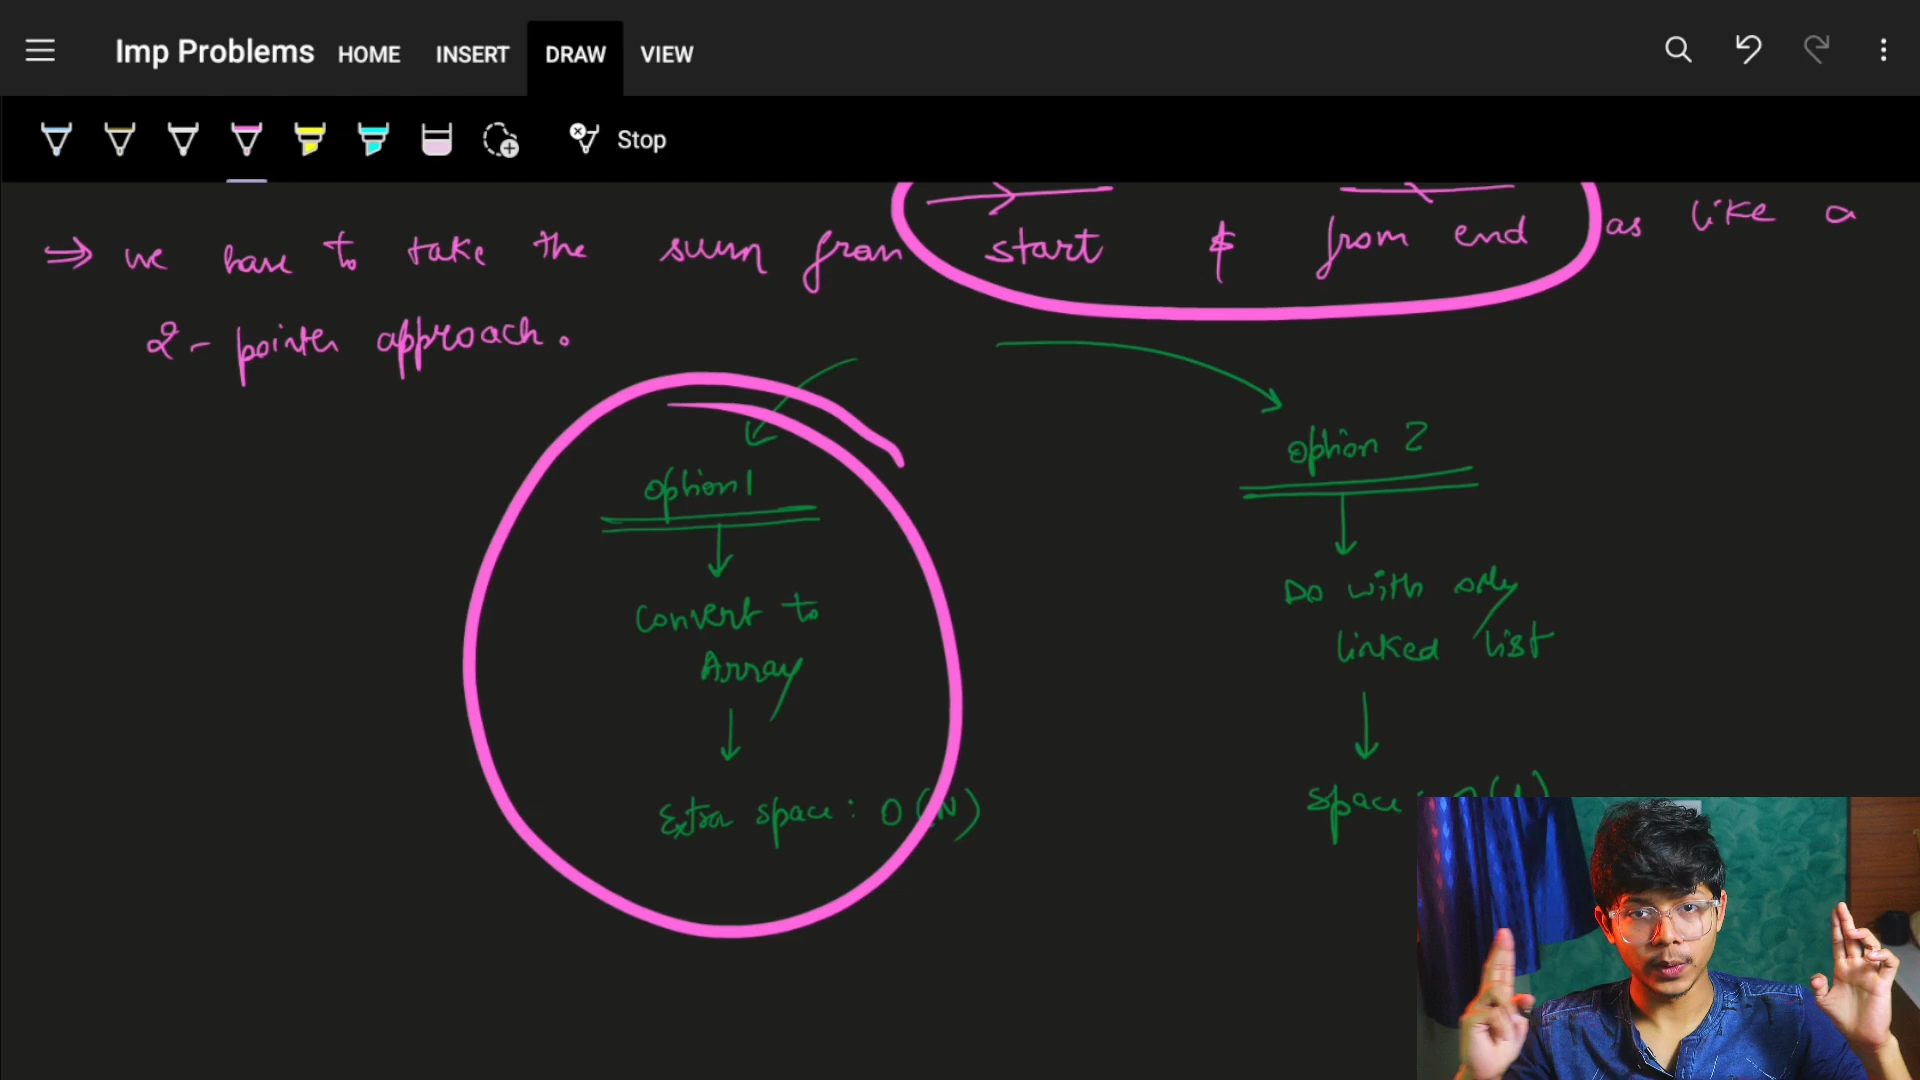 Imp Problems HOME INSERT DRAW VIEW
Stop
⇒ we have to take the sum from start & from end as like a
2 - pointer approach.
Option 1
Option 2
Convert to
Array
Do with only
linked list
Extra space : O(N)
space : O(1)